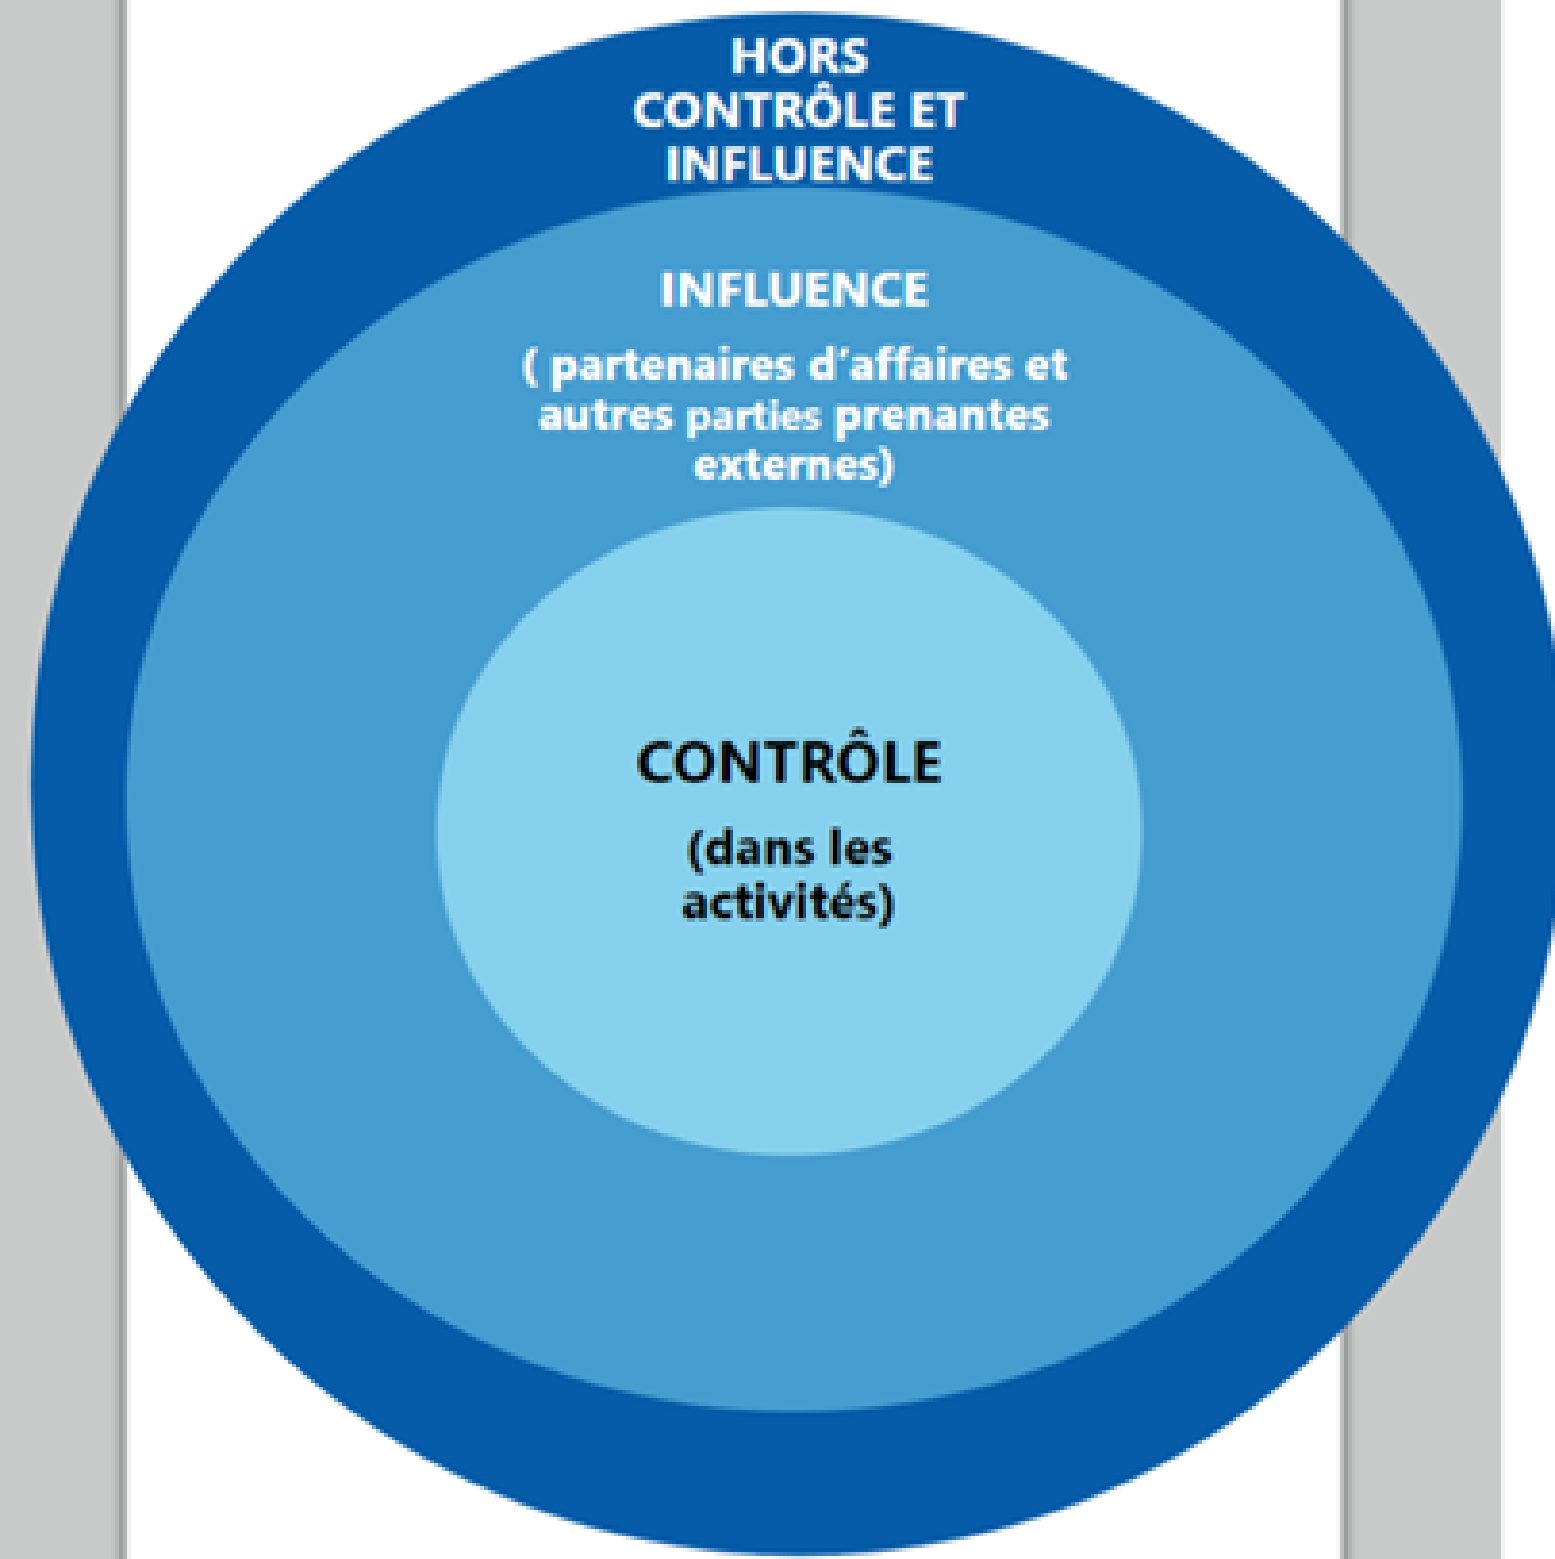 HORS
CONTRÔLE ET
INFLUENCE
INFLUENCE
( partenaires d'affaires et
autres parties prenantes
externes)
CONTRÔLE
(dans les
activités)